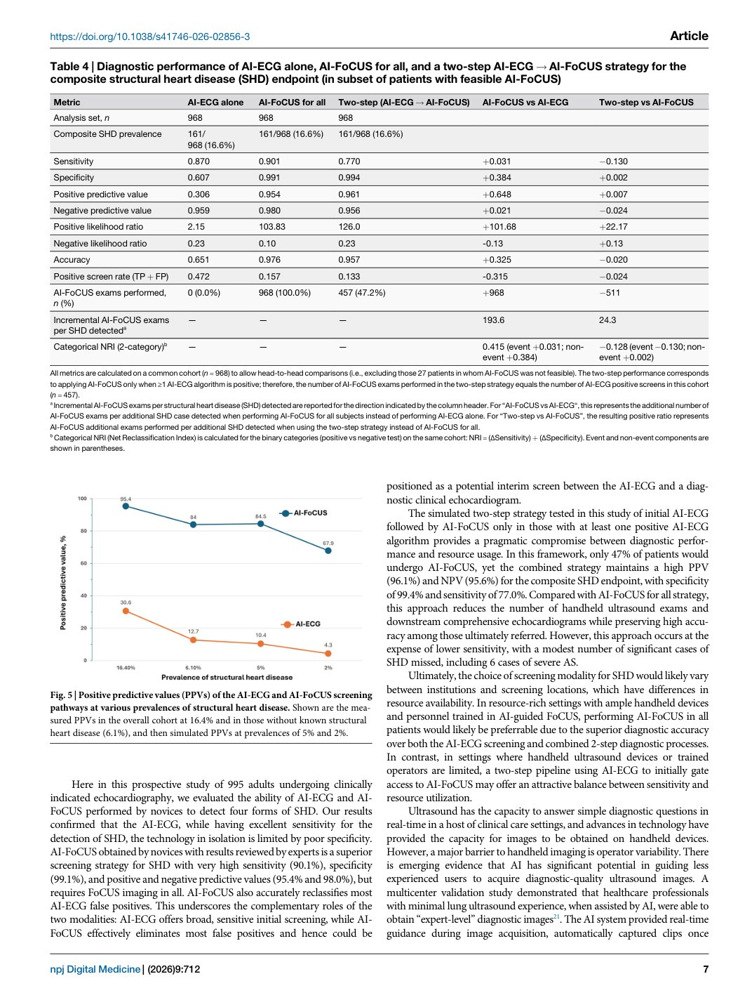 https://doi.org/10.1038/s41746-026-02856-3
Article
Table 4 | Diagnostic performance of AI-ECG alone, AI-FoCUS for all, and a two-step AI-ECG → AI-FoCUS strategy for the
composite structural heart disease (SHD) endpoint (in subset of patients with feasible AI-FoCUS)
Metric AI-ECG alone AI-FoCUS for all Two-step (AI-ECG → AI-FoCUS) AI-FoCUS vs AI-ECG Two-step vs AI-FoCUS
Analysis set, n 968 968 968
Composite SHD prevalence 161/ 161/968 (16.6%) 161/968 (16.6%)
968 (16.6%)
Sensitivity 0.870 0.901 0.770 +0.031 −0.130
Specificity 0.607 0.991 0.994 +0.384 +0.002
Positive predictive value 0.306 0.954 0.961 +0.648 +0.007
Negative predictive value 0.959 0.980 0.956 +0.021 −0.024
Positive likelihood ratio 2.15 103.83 126.0 +101.68 +22.17
Negative likelihood ratio 0.23 0.10 0.23 -0.13 +0.13
Accuracy 0.651 0.976 0.957 +0.325 −0.020
Positive screen rate (TP + FP) 0.472 0.157 0.133 -0.315 −0.024
AI-FoCUS exams performed, 0 (0.0%) 968 (100.0%) 457 (47.2%) +968 −511
n (%)
Incremental AI-FoCUS exams — — — 193.6 24.3
per SHD detectedᵃ
Categorical NRI (2-category)ᵇ — — — 0.415 (event +0.031; non- −0.128 (event −0.130; non-
event +0.384) event +0.002)
All metrics are calculated on a common cohort (n = 968) to allow head-to-head comparisons (i.e., excluding those 27 patients in whom AI-FoCUS was not feasible). The two-step performance corresponds
to applying AI-FoCUS only when ≥1 AI-ECG algorithm is positive; therefore, the number of AI-FoCUS exams performed in the two-step strategy equals the number of AI-ECG positive screens in this cohort
(n = 457).
ᵃ Incremental AI-FoCUS exams per structural heart disease (SHD) detected are reported for the direction indicated by the column header. For “AI-FoCUS vs AI-ECG“, this represents the additional number of
AI-FoCUS exams per additional SHD case detected when performing AI-FoCUS for all subjects instead of performing AI-ECG alone. For “Two-step vs AI-FoCUS”, the resulting positive ratio represents
AI-FoCUS additional exams performed per additional SHD detected when using the two-step strategy instead of AI-FoCUS for all.
ᵇ Categorical NRI (Net Reclassification Index) is calculated for the binary categories (positive vs negative test) on the same cohort: NRI = (ΔSensitivity) + (ΔSpecificity). Event and non-event components are
shown in parentheses.
Positive predictive value, %
100
80
60
40
20
0
95.4
84
84.5
67.9
AI-FoCUS
30.6
12.7
10.4
4.3
AI-ECG
16.40% 6.10% 5% 2%
Prevalence of structural heart disease
Fig. 5 | Positive predictive values (PPVs) of the AI-ECG and AI-FoCUS screening
pathways at various prevalences of structural heart disease. Shown are the mea-
sured PPVs in the overall cohort at 16.4% and in those without known structural
heart disease (6.1%), and then simulated PPVs at prevalences of 5% and 2%.
Here in this prospective study of 995 adults undergoing clinically
indicated echocardiography, we evaluated the ability of AI-ECG and AI-
FoCUS performed by novices to detect four forms of SHD. Our results
confirmed that the AI-ECG, while having excellent sensitivity for the
detection of SHD, the technology in isolation is limited by poor specificity.
AI-FoCUS obtained by novices with results reviewed by experts is a superior
screening strategy for SHD with very high sensitivity (90.1%), specificity
(99.1%), and positive and negative predictive values (95.4% and 98.0%), but
requires FoCUS imaging in all. AI-FoCUS also accurately reclassifies most
AI-ECG false positives. This underscores the complementary roles of the
two modalities: AI-ECG offers broad, sensitive initial screening, while AI-
FoCUS effectively eliminates most false positives and hence could be
positioned as a potential interim screen between the AI-ECG and a diag-
nostic clinical echocardiogram.
The simulated two-step strategy tested in this study of initial AI-ECG
followed by AI-FoCUS only in those with at least one positive AI-ECG
algorithm provides a pragmatic compromise between diagnostic perfor-
mance and resource usage. In this framework, only 47% of patients would
undergo AI-FoCUS, yet the combined strategy maintains a high PPV
(96.1%) and NPV (95.6%) for the composite SHD endpoint, with specificity
of 99.4% and sensitivity of 77.0%. Compared with AI-FoCUS for all strategy,
this approach reduces the number of handheld ultrasound exams and
downstream comprehensive echocardiograms while preserving high accu-
racy among those ultimately referred. However, this approach occurs at the
expense of lower sensitivity, with a modest number of significant cases of
SHD missed, including 6 cases of severe AS.
Ultimately, the choice of screening modality for SHD would likely vary
between institutions and screening locations, which have differences in
resource availability. In resource-rich settings with ample handheld devices
and personnel trained in AI-guided FoCUS, performing AI-FoCUS in all
patients would likely be preferrable due to the superior diagnostic accuracy
over both the AI-ECG screening and combined 2-step diagnostic processes.
In contrast, in settings where handheld ultrasound devices or trained
operators are limited, a two-step pipeline using AI-ECG to initially gate
access to AI-FoCUS may offer an attractive balance between sensitivity and
resource utilization.
Ultrasound has the capacity to answer simple diagnostic questions in
real-time in a host of clinical care settings, and advances in technology have
provided the capacity for images to be obtained on handheld devices.
However, a major barrier to handheld imaging is operator variability. There
is emerging evidence that AI has significant potential in guiding less
experienced users to acquire diagnostic-quality ultrasound images. A
multicenter validation study demonstrated that healthcare professionals
with minimal lung ultrasound experience, when assisted by AI, were able to
obtain “expert-level” diagnostic images²¹. The AI system provided real-time
guidance during image acquisition, automatically captured clips once
npj Digital Medicine | (2026)9:712
7